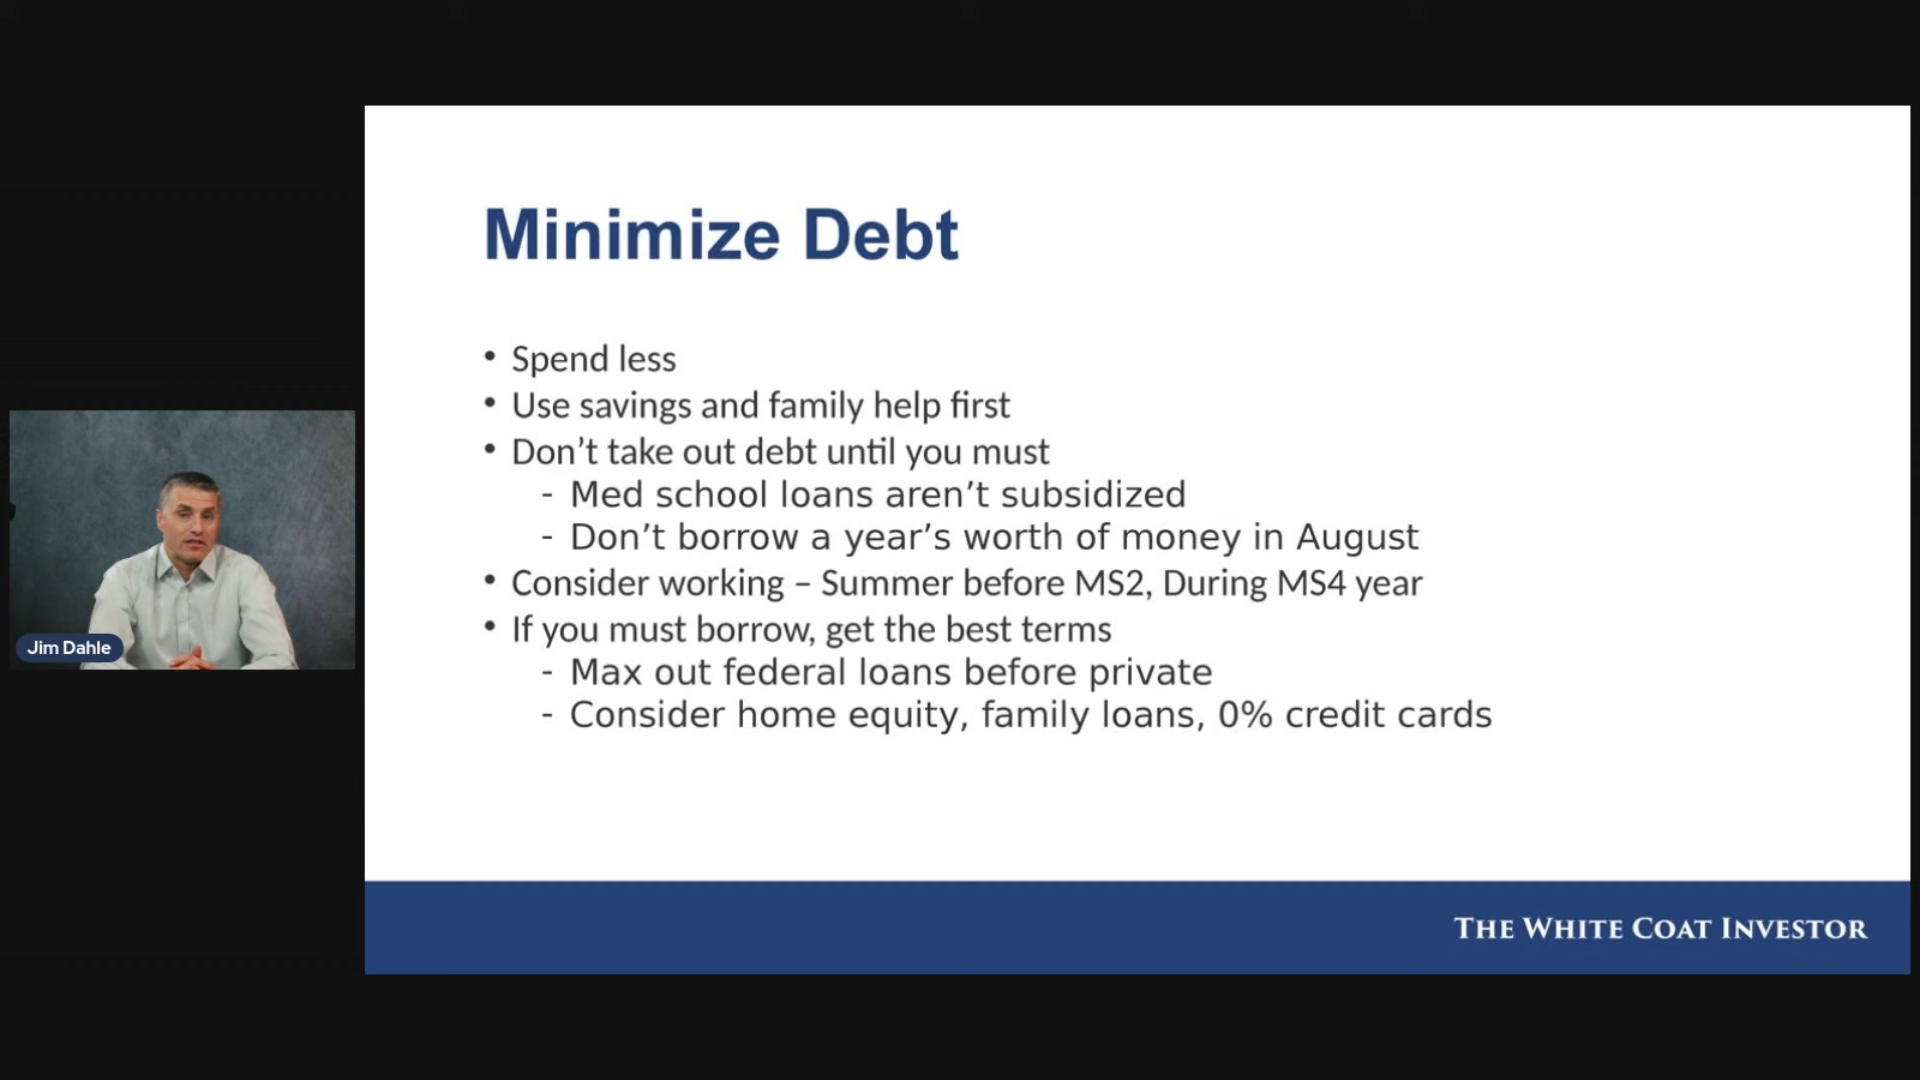 Minimize Debt
• Spend less
• Use savings and family help first
• Don’t take out debt until you must
- Med school loans aren’t subsidized
- Don’t borrow a year’s worth of money in August
• Consider working – Summer before MS2, During MS4 year
• If you must borrow, get the best terms
- Max out federal loans before private
- Consider home equity, family loans, 0% credit cards
Jim Dahle
THE WHITE COAT INVESTOR